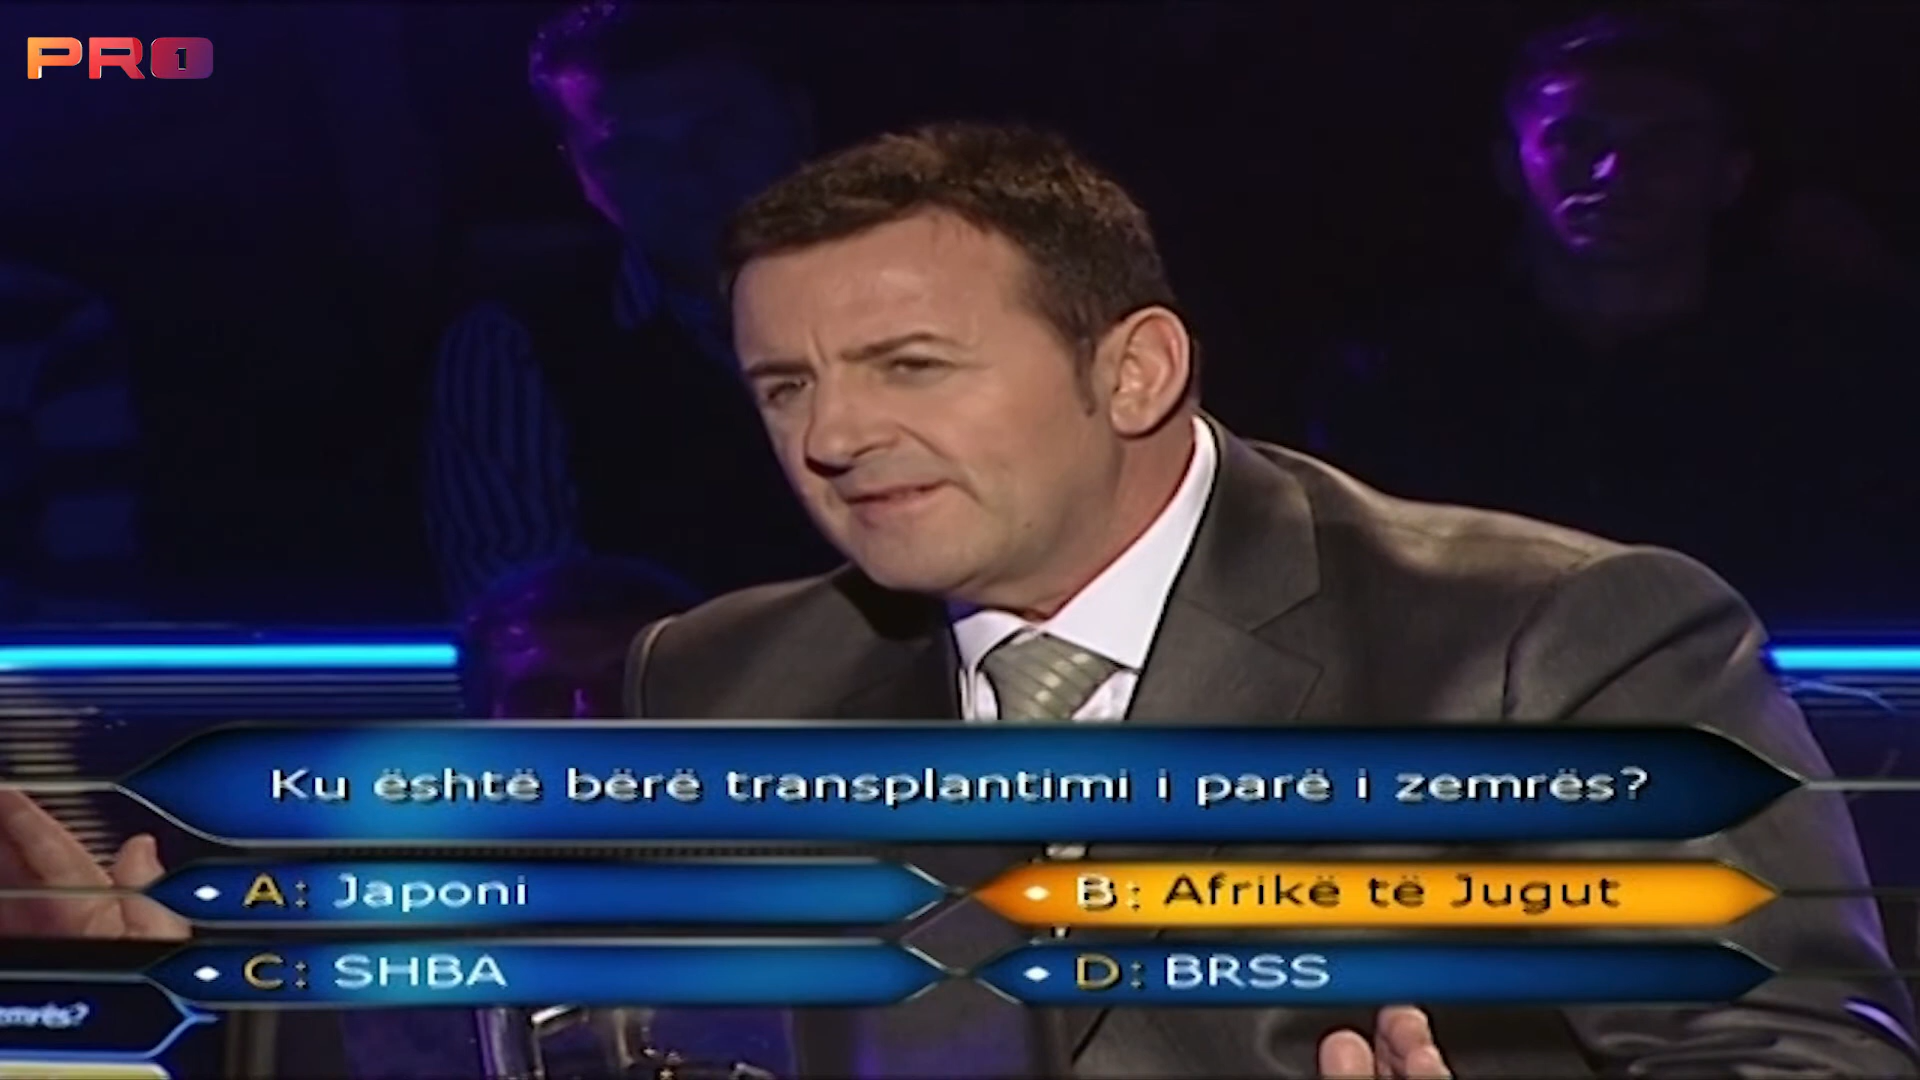 PRO 1
Ku është bërë transplantimi i parë i zemrës?
A: Japoni
B: Afrikë të Jugut
C: SHBA
D: BRSS
zemrës?